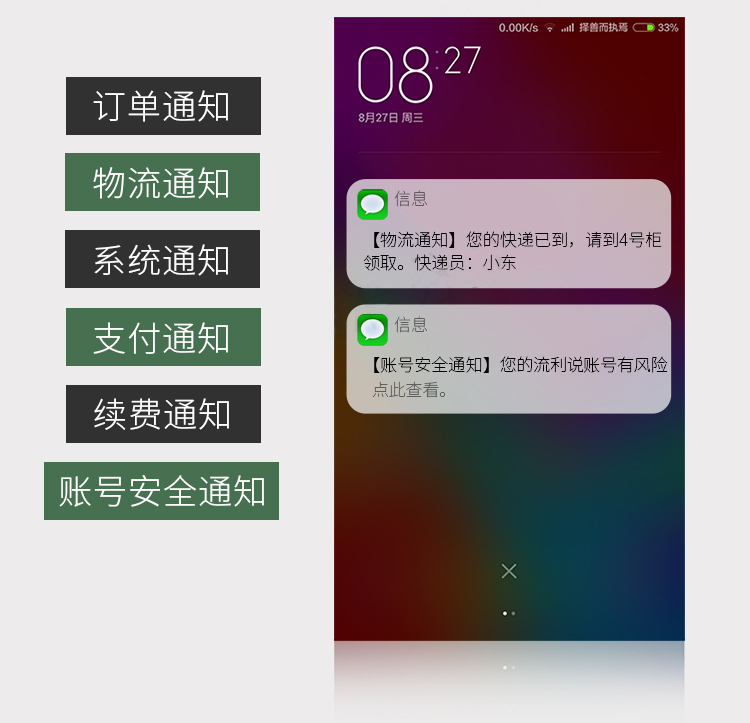 订单通知
物流通知
系统通知
支付通知
续费通知
账号安全通知
0.00K/s 择善而执焉 33%
08:27
8月27日 周三
信息
【物流通知】您的快递已到，请到4号柜
领取。快递员：小东
信息
【账号安全通知】您的流利说账号有风险
点此查看。